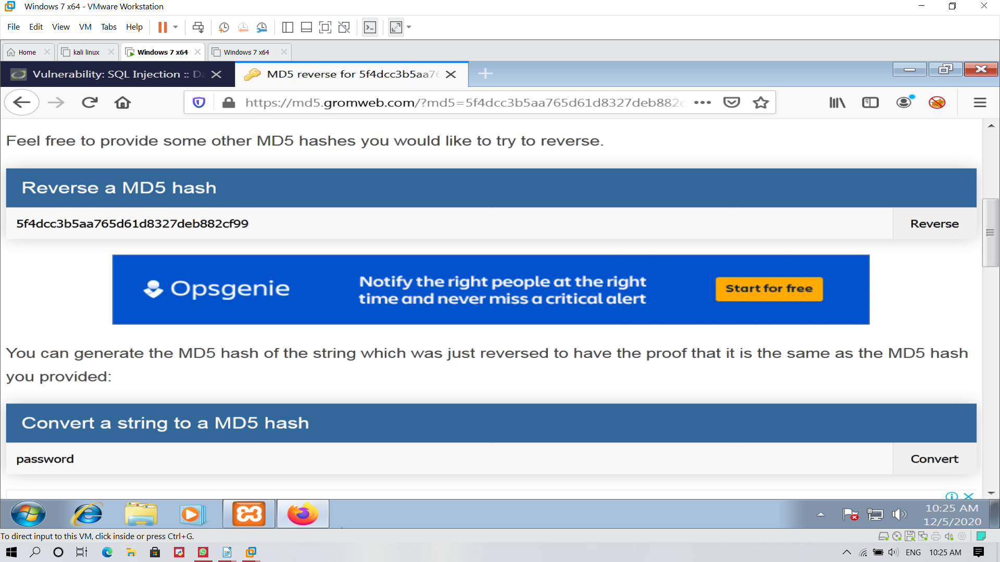 Windows 7 x64 - VMware Workstation
File Edit View VM Tabs Help
Home kali linux Windows 7 x64 Windows 7 x64
Vulnerability: SQL Injection :: Da MD5 reverse for 5f4dcc3b5aa76
https://md5.gromweb.com/?md5=5f4dcc3b5aa765d61d8327deb882c
Feel free to provide some other MD5 hashes you would like to try to reverse.
Reverse a MD5 hash
5f4dcc3b5aa765d61d8327deb882cf99 Reverse
Opsgenie
Notify the right people at the right
time and never miss a critical alert
Start for free
You can generate the MD5 hash of the string which was just reversed to have the proof that it is the same as the MD5 hash
you provided:
Convert a string to a MD5 hash
password Convert
10:25 AM
12/5/2020
To direct input to this VM, click inside or press Ctrl+G.
ENG 10:25 AM